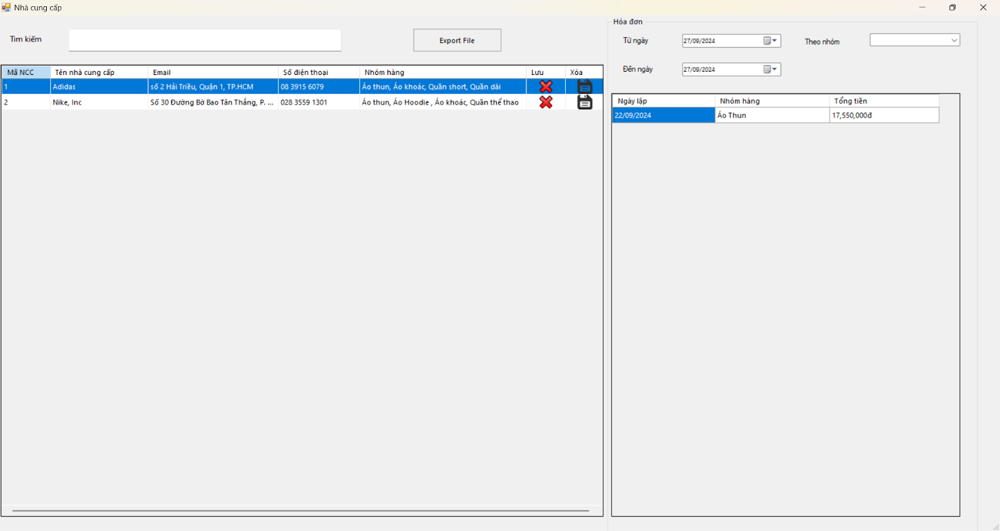 Nhà cung cấp
Tìm kiếm
Export File
Mã NCC Tên nhà cung cấp Email Số điện thoại Nhóm hàng Lưu Xóa
1 Adidas số 2 Hải Triều, Quận 1, TP.HCM 08 3915 6079 Áo thun, Áo khoác, Quần short, Quần dài
2 Nike, Inc Số 30 Đường Bờ Bao Tân Thắng, P. ... 028 3559 1301 Áo thun, Áo Hoodie , Áo khoác, Quần thể thao
Hóa đơn
Từ ngày 27/09/2024 Theo nhóm
Đến ngày 27/09/2024
Ngày lập Nhóm hàng Tổng tiền
22/09/2024 Áo Thun 17,550,000đ